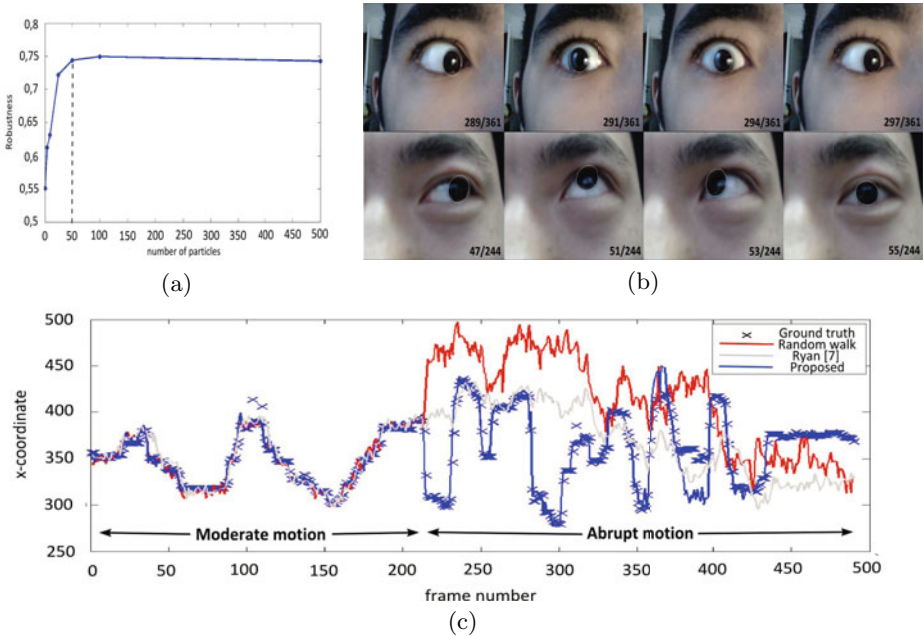 0,8
0,75
0,7
0,65
0,6
0,55
0,5
Robustness
0 50 100 150 200 250 300 350 400 450 500
number of particles
(a)
289/361 291/361 294/361 297/361
47/244 51/244 53/244 55/244
(b)
500
450
400
350
300
250
x-coordinate
Ground truth
Random walk
Ryan [7]
Proposed
Moderate motion
Abrupt motion
0 50 100 150 200 250 300 350 400 450 500
frame number
(c)